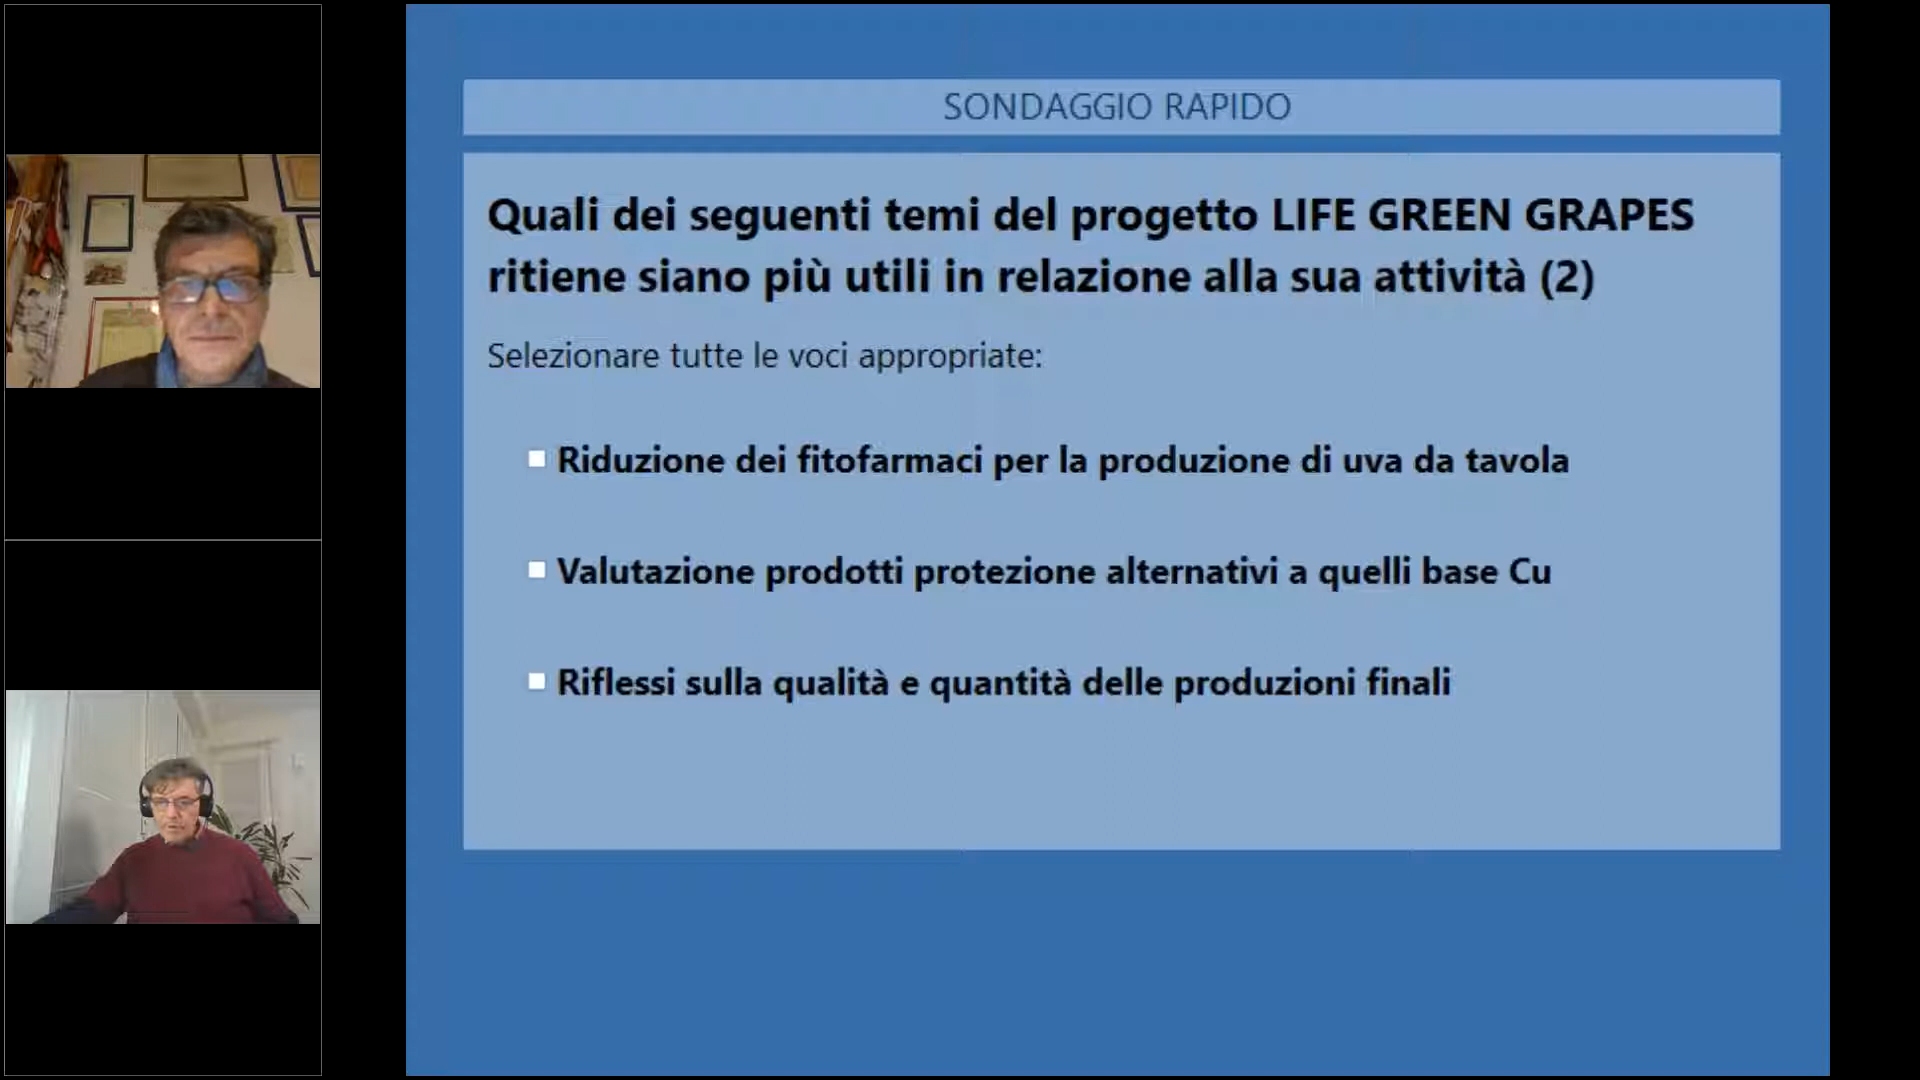 SONDAGGIO RAPIDO
Quali dei seguenti temi del progetto LIFE GREEN GRAPES
ritiene siano più utili in relazione alla sua attività (2)
Selezionare tutte le voci appropriate:
Riduzione dei fitofarmaci per la produzione di uva da tavola
Valutazione prodotti protezione alternativi a quelli base Cu
Riflessi sulla qualità e quantità delle produzioni finali